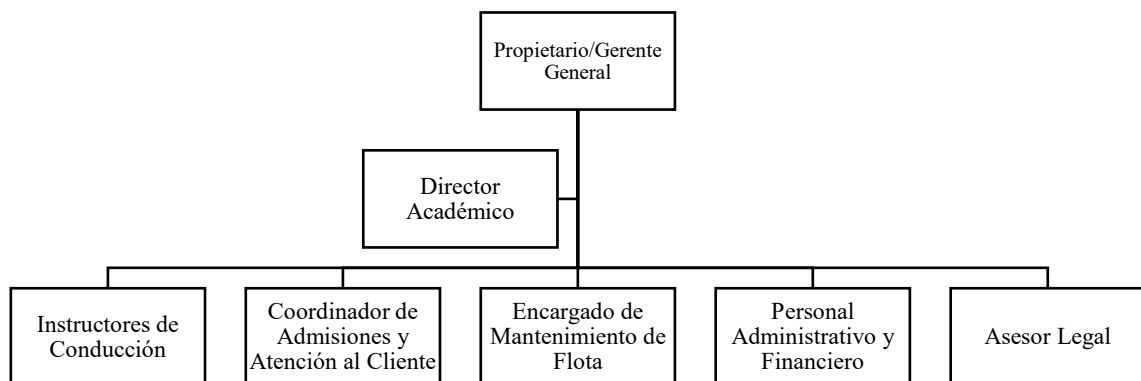 Propietario/Gerente
General
Director
Académico
Instructores de
Conducción
Coordinador de
Admisiones y
Atención al Cliente
Encargado de
Mantenimiento de
Flota
Personal
Administrativo y
Financiero
Asesor Legal